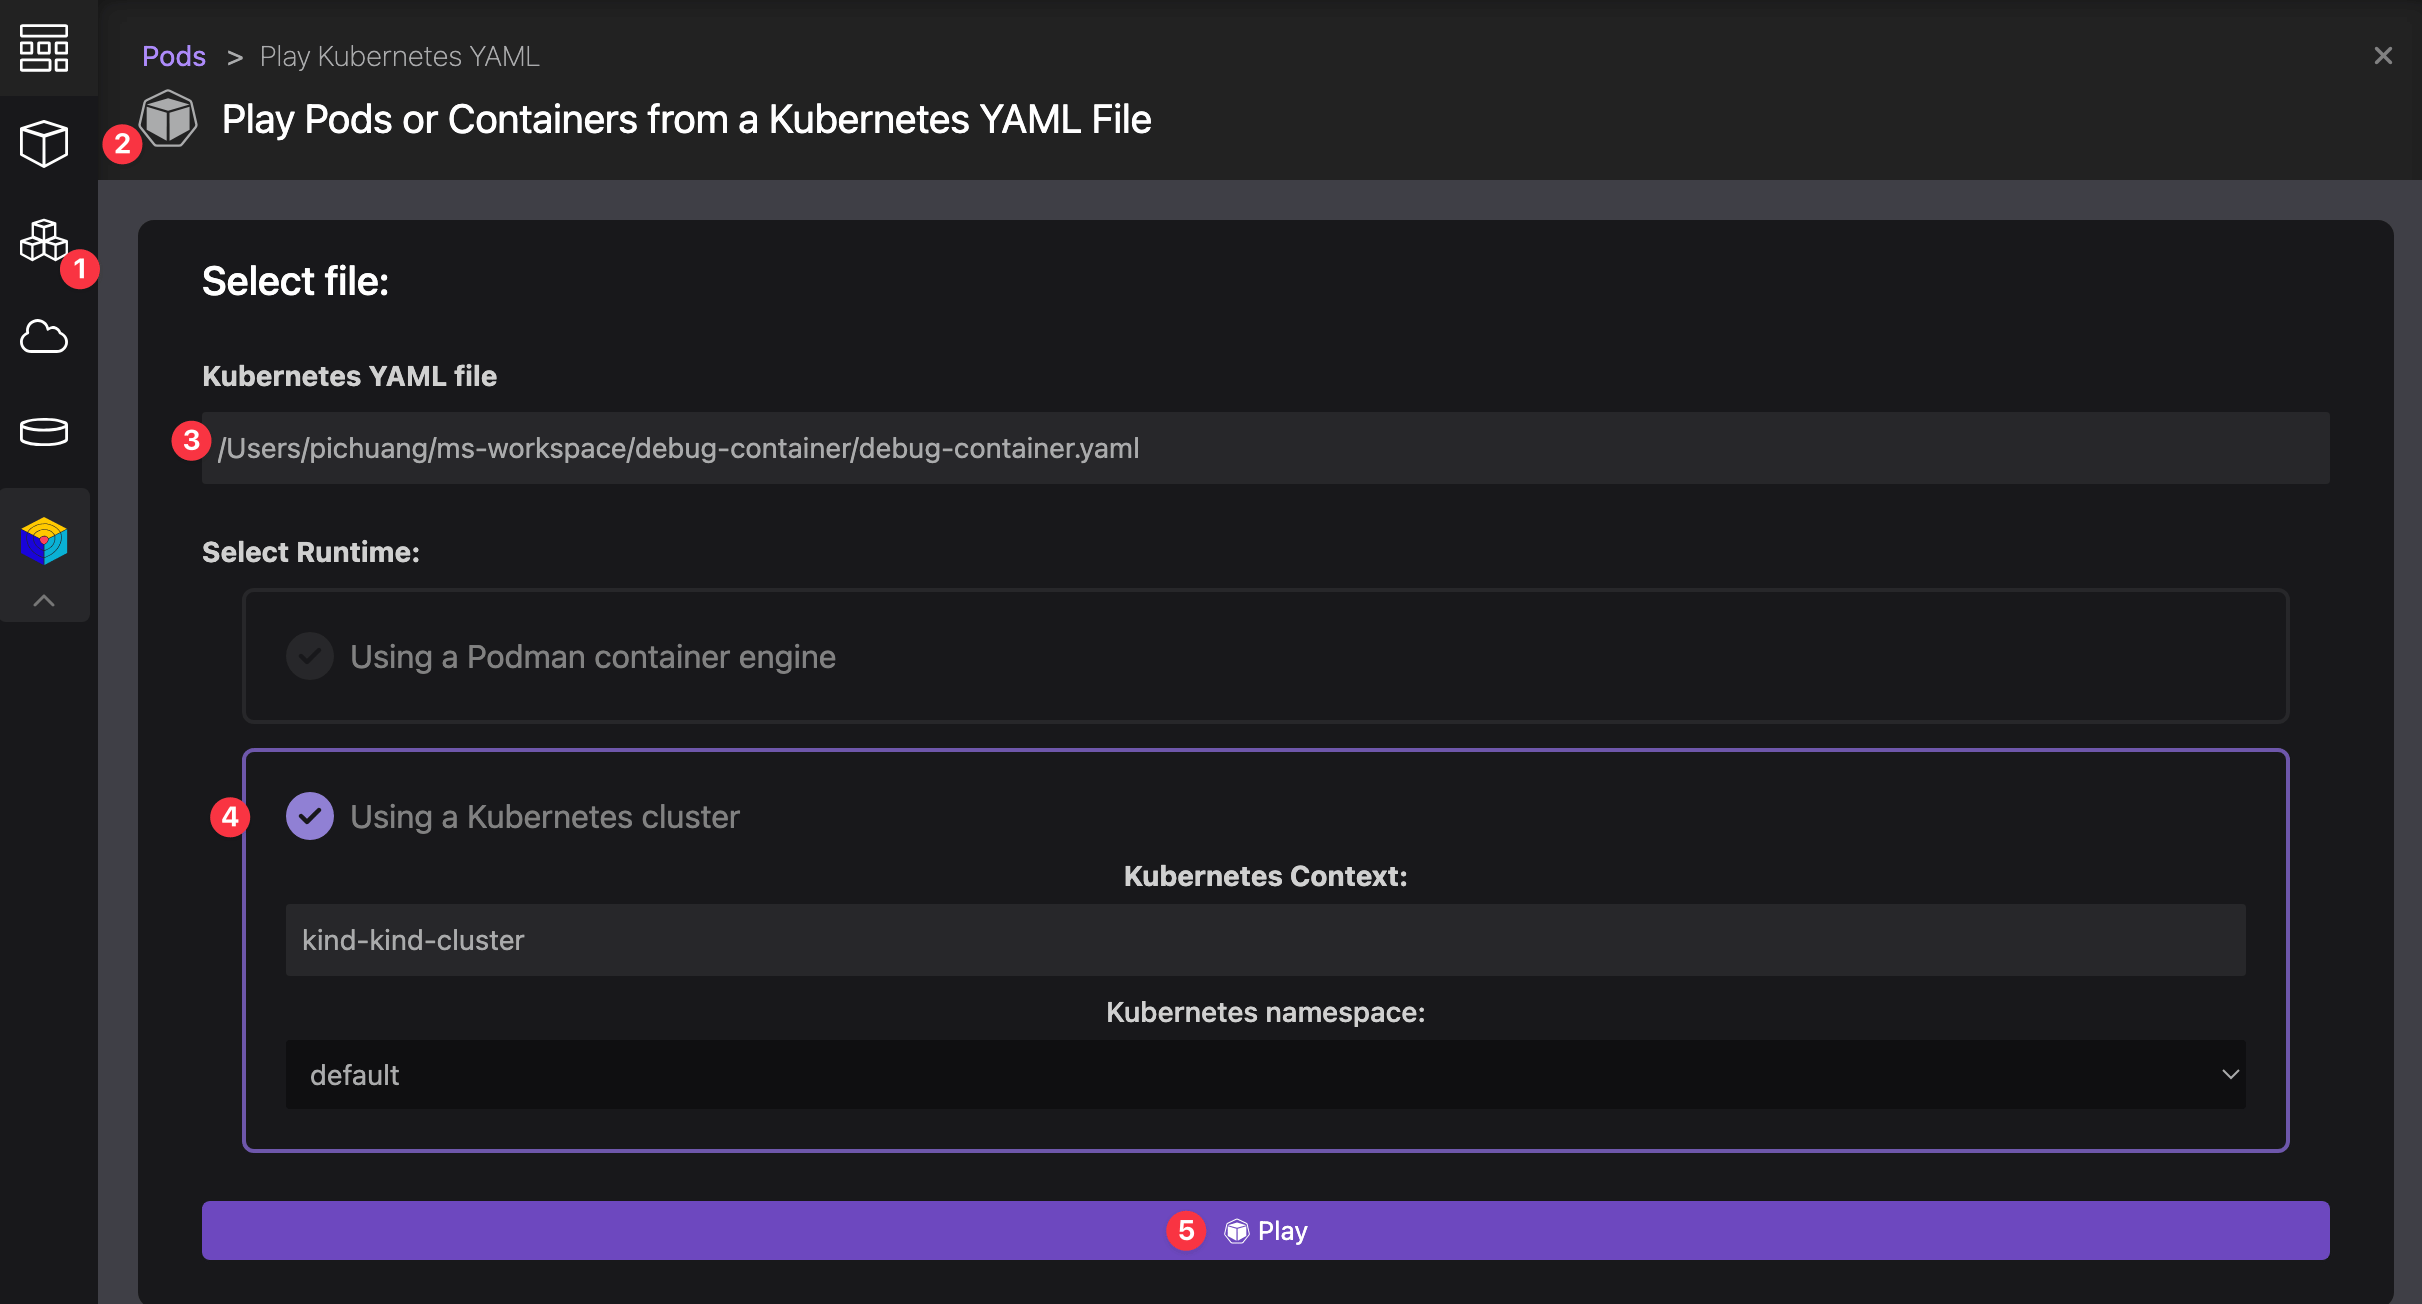 Pods > Play Kubernetes YAML
2 Play Pods or Containers from a Kubernetes YAML File
1
Select file:
Kubernetes YAML file
3 /Users/pichuang/ms-workspace/debug-container/debug-container.yaml
Select Runtime:
Using a Podman container engine
4 Using a Kubernetes cluster
Kubernetes Context:
kind-kind-cluster
Kubernetes namespace:
default
5 Play